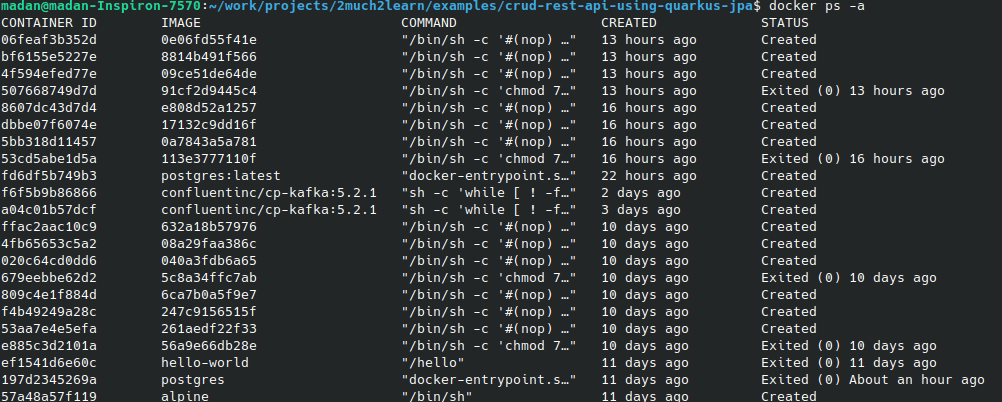 madan@madan-Inspiron-7570:~/work/projects/2much2learn/examples/crud-rest-api-using-quarkus-jpa$ docker ps -a
CONTAINER ID IMAGE COMMAND CREATED STATUS
06feaf3b352d 0e06fd55f41e "/bin/sh -c '#(nop) …" 13 hours ago Created
bf6155e5227e 8814b491f566 "/bin/sh -c '#(nop) …" 13 hours ago Created
4f594efed77e 09ce51de64de "/bin/sh -c '#(nop) …" 13 hours ago Created
507668749d7d 91cf2d9445c4 "/bin/sh -c 'chmod 7…" 13 hours ago Exited (0) 13 hours ago
8607dc43d7d4 e808d52a1257 "/bin/sh -c '#(nop) …" 16 hours ago Created
dbbe07f6074e 17132c9dd16f "/bin/sh -c '#(nop) …" 16 hours ago Created
5bb318d11457 0a7843a5a781 "/bin/sh -c '#(nop) …" 16 hours ago Created
53cd5abe1d5a 113e3777110f "/bin/sh -c 'chmod 7…" 16 hours ago Exited (0) 16 hours ago
fd6df5b749b3 postgres:latest "docker-entrypoint.s…" 22 hours ago Created
f6f5b9b86866 confluentinc/cp-kafka:5.2.1 "sh -c 'while [ ! -f…" 2 days ago Created
a04c01b57dcf confluentinc/cp-kafka:5.2.1 "sh -c 'while [ ! -f…" 3 days ago Created
ffac2aac10c9 632a18b57976 "/bin/sh -c '#(nop) …" 10 days ago Created
4fb65653c5a2 08a29faa386c "/bin/sh -c '#(nop) …" 10 days ago Created
020c64cd0dd6 040a3fdb6a65 "/bin/sh -c '#(nop) …" 10 days ago Created
679eebbe62d2 5c8a34ffc7ab "/bin/sh -c 'chmod 7…" 10 days ago Exited (0) 10 days ago
809c4e1f884d 6ca7b0a5f9e7 "/bin/sh -c '#(nop) …" 10 days ago Created
f4b49249a28c 247c9156515f "/bin/sh -c '#(nop) …" 10 days ago Created
53aa7e4e5efa 261aedf22f33 "/bin/sh -c '#(nop) …" 10 days ago Created
e885c3d2101a 56a9e66db28e "/bin/sh -c 'chmod 7…" 10 days ago Exited (0) 10 days ago
ef1541d6e60c hello-world "/hello" 11 days ago Exited (0) 11 days ago
197d2345269a postgres "docker-entrypoint.s…" 11 days ago Exited (0) About an hour ago
57a48a57f119 alpine "/bin/sh" 11 days ago Created